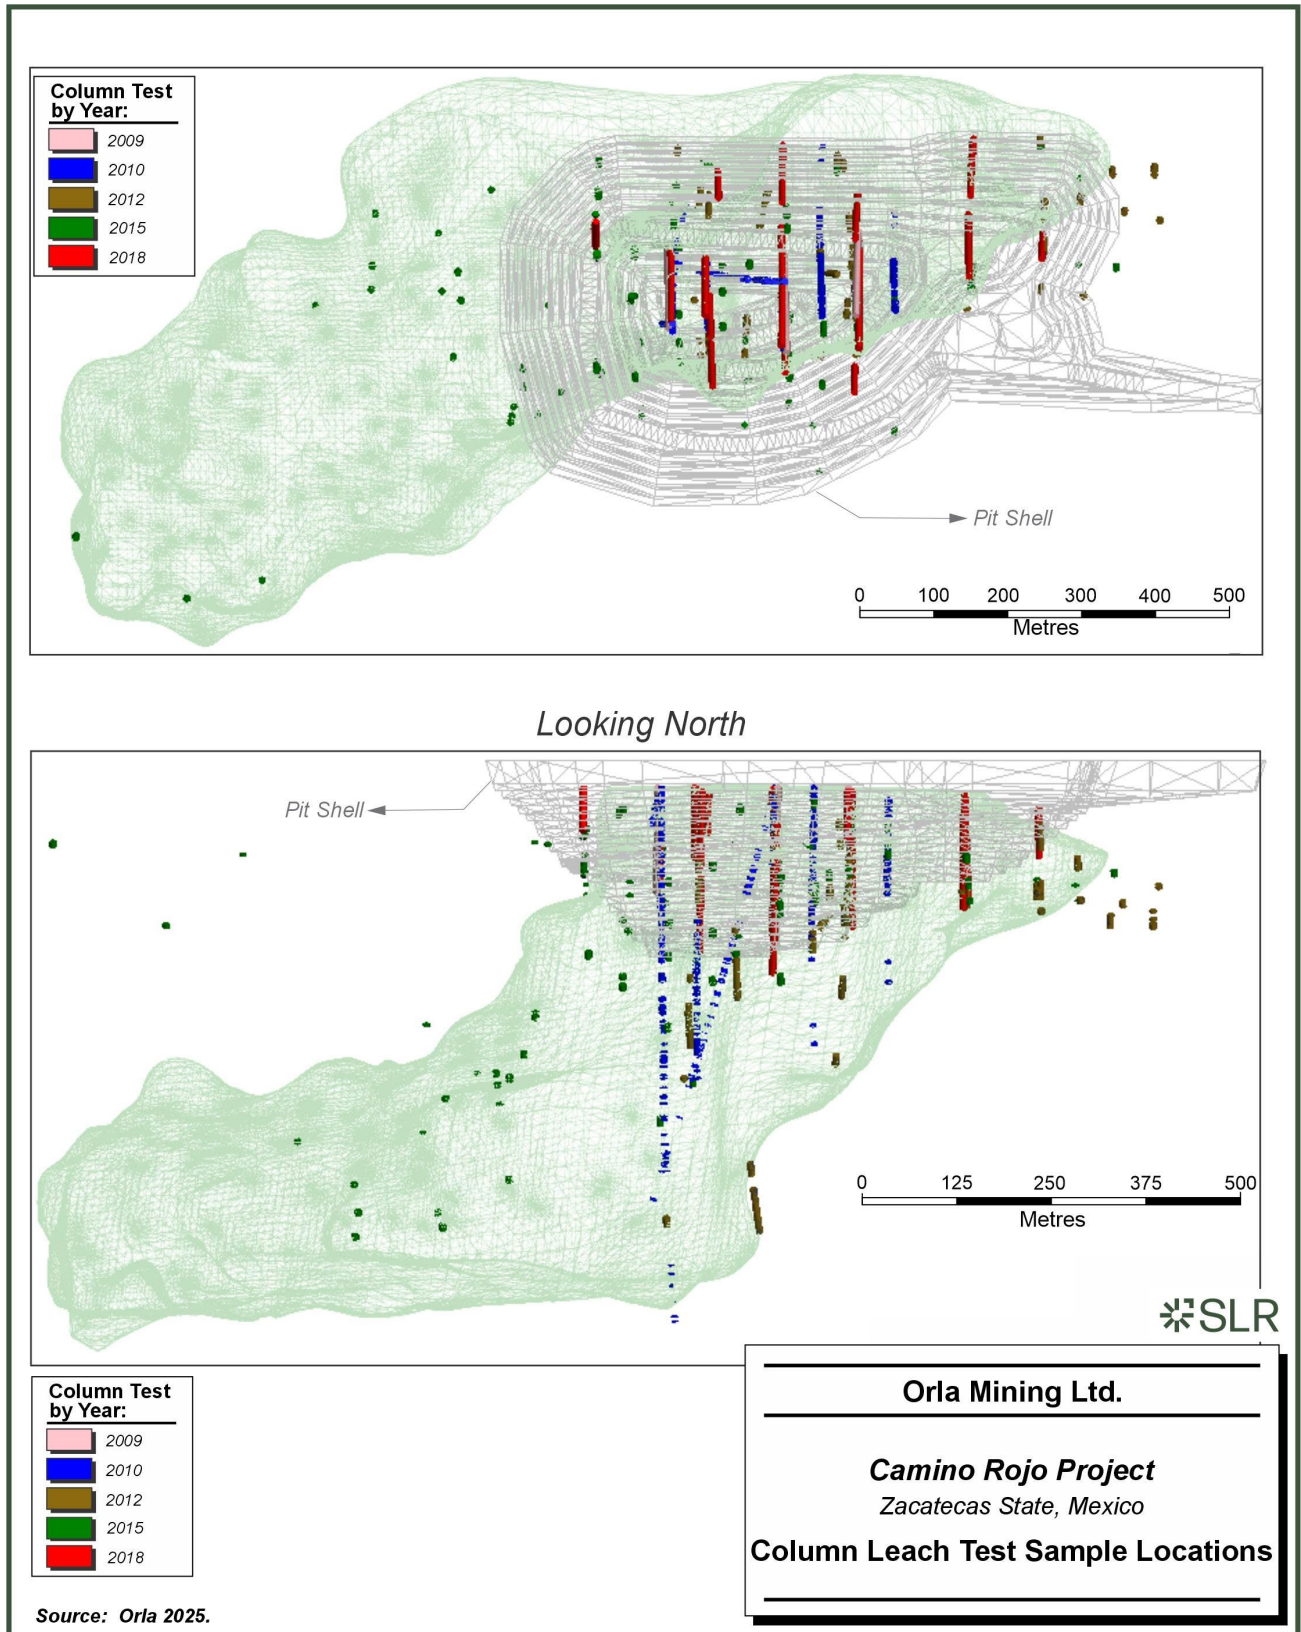 Column Test
by Year:
2009
2010
2012
2015
2018
Pit Shell
0 100 200 300 400 500
Metres
Looking North
Pit Shell
0 125 250 375 500
Metres
SLR
Column Test
by Year:
2009
2010
2012
2015
2018
Orla Mining Ltd.
Camino Rojo Project
Zacatecas State, Mexico
Column Leach Test Sample Locations
Source: Orla 2025.